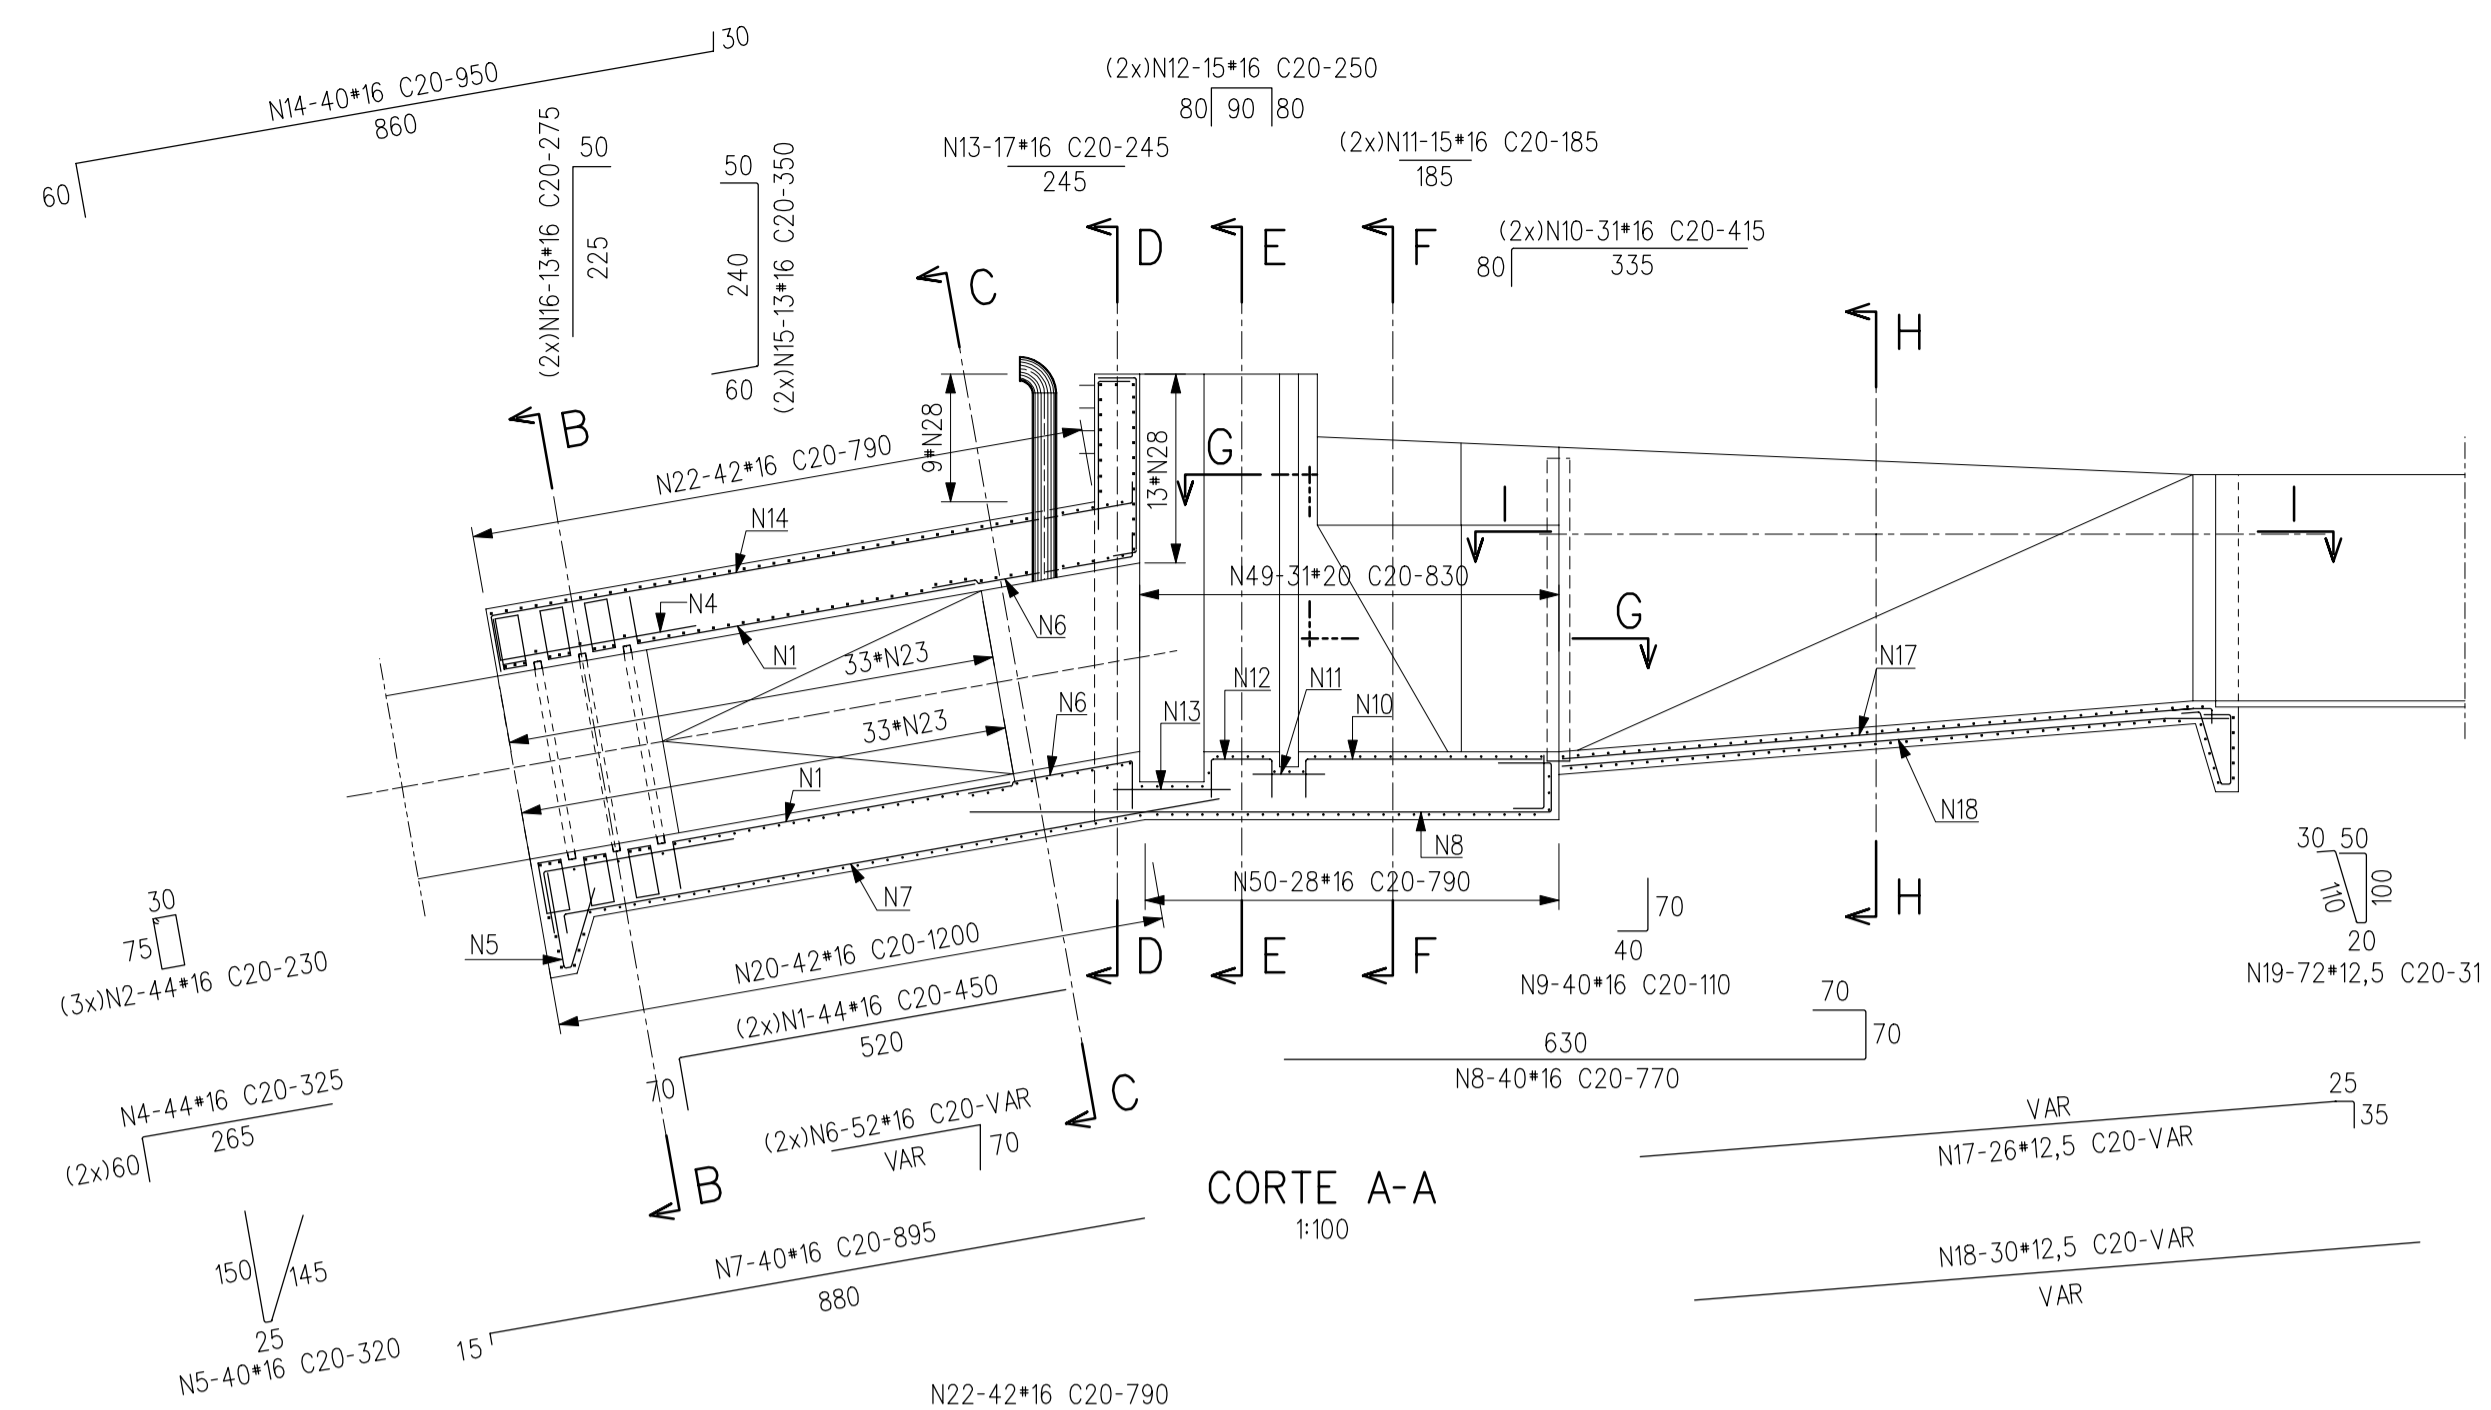 30
N14-40#16 C20-950
860
60
(2x)N16-13#16 C20-275
50
225
50
240
60
(2x)N15-13#16 C20-350
(2x)N12-15#16 C20-250
80 90 80
N13-17#16 C20-245
245
(2x)N11-15#16 C20-185
185
(2x)N10-31#16 C20-415
80 335
D
E
F
C
H
B
9#N28
13#N28
G
N22-42#16 C20-790
N14
I
I
N49-31#20 C20-830
N4
N6
G
N1
33#N23
N17
N12
N11
N6
N10
N13
33#N23
N1
N18
N8
N7
N50-28#16 C20-790
30 50
110
100
20
N19-72#12,5 C20-31
30
75
(3x)N2-44#16 C20-230
N5
70
40
N9-40#16 C20-110
H
D
E
F
N20-42#16 C20-1200
(2x)N1-44#16 C20-450
520
70
70
70
630
N8-40#16 C20-770
N4-44#16 C20-325
265
(2x)60
C
(2x)N6-52#16 C20-VAR
VAR
70
25
35
VAR
N17-26#12,5 C20-VAR
B
CORTE A-A
1:100
150
145
25
N5-40#16 C20-320
N7-40#16 C20-895
880
15
N18-30#12,5 C20-VAR
VAR
N22-42#16 C20-790